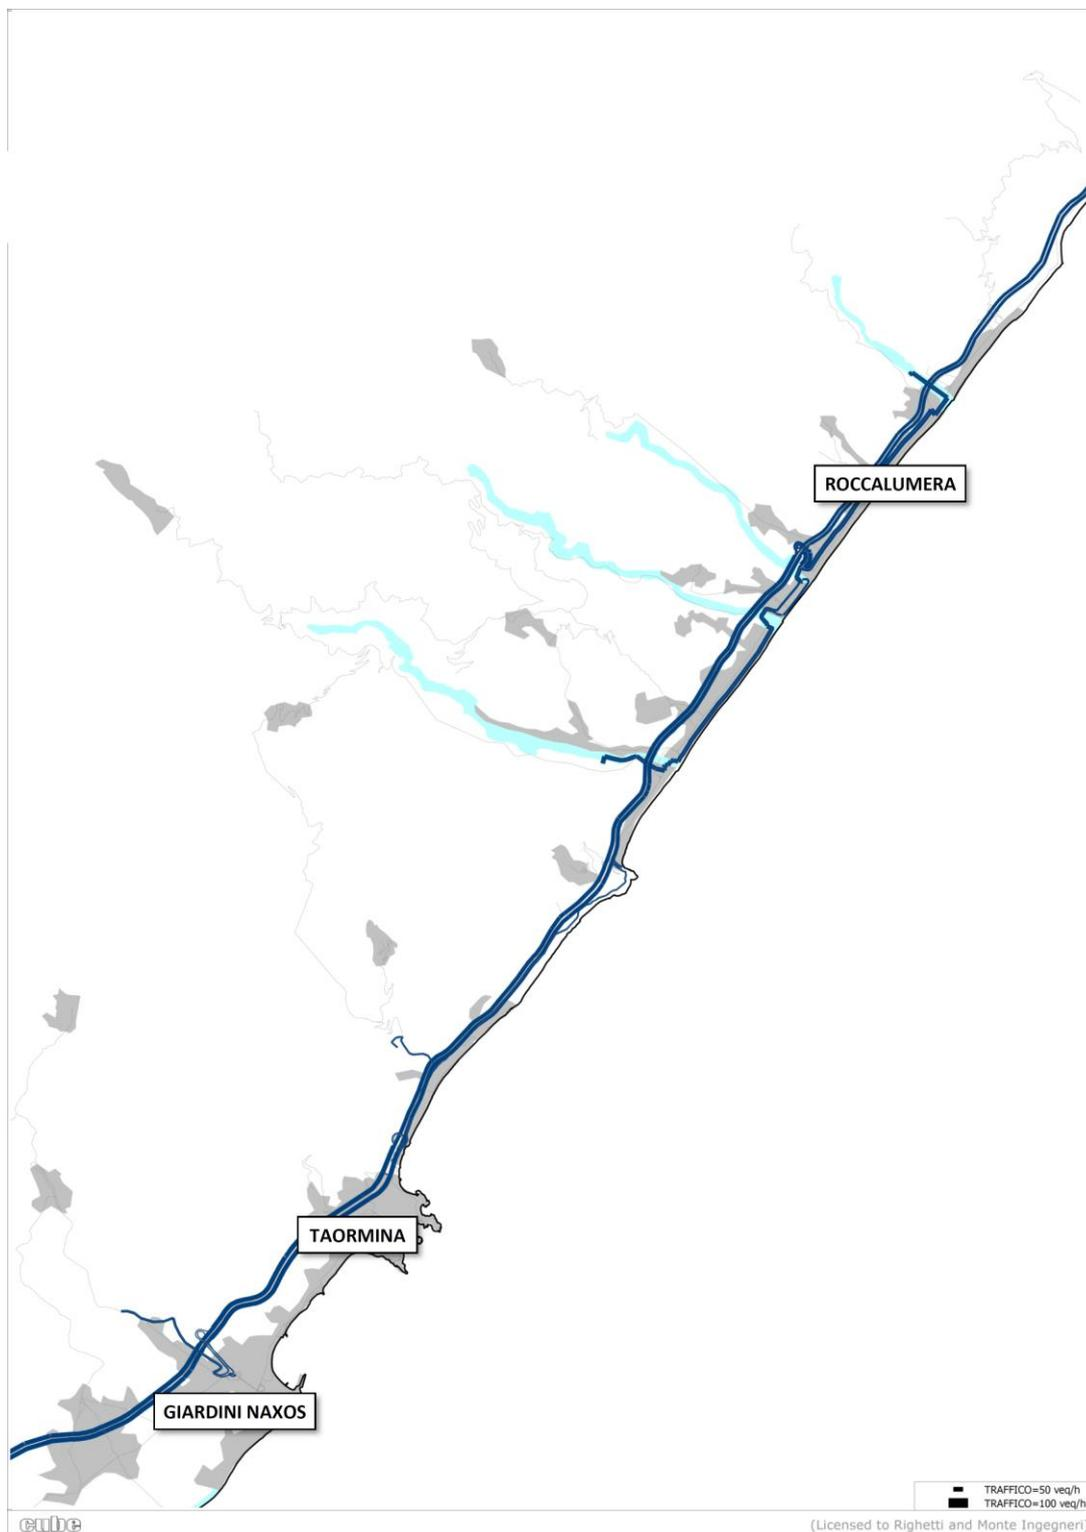 ROCCALUMERA
TAORMINA
GIARDINI NAXOS
TRAFFICO=50 veq/h
TRAFFICO=100 veq/h
cube
(Licensed to Righetti and Monte Ingegneri)